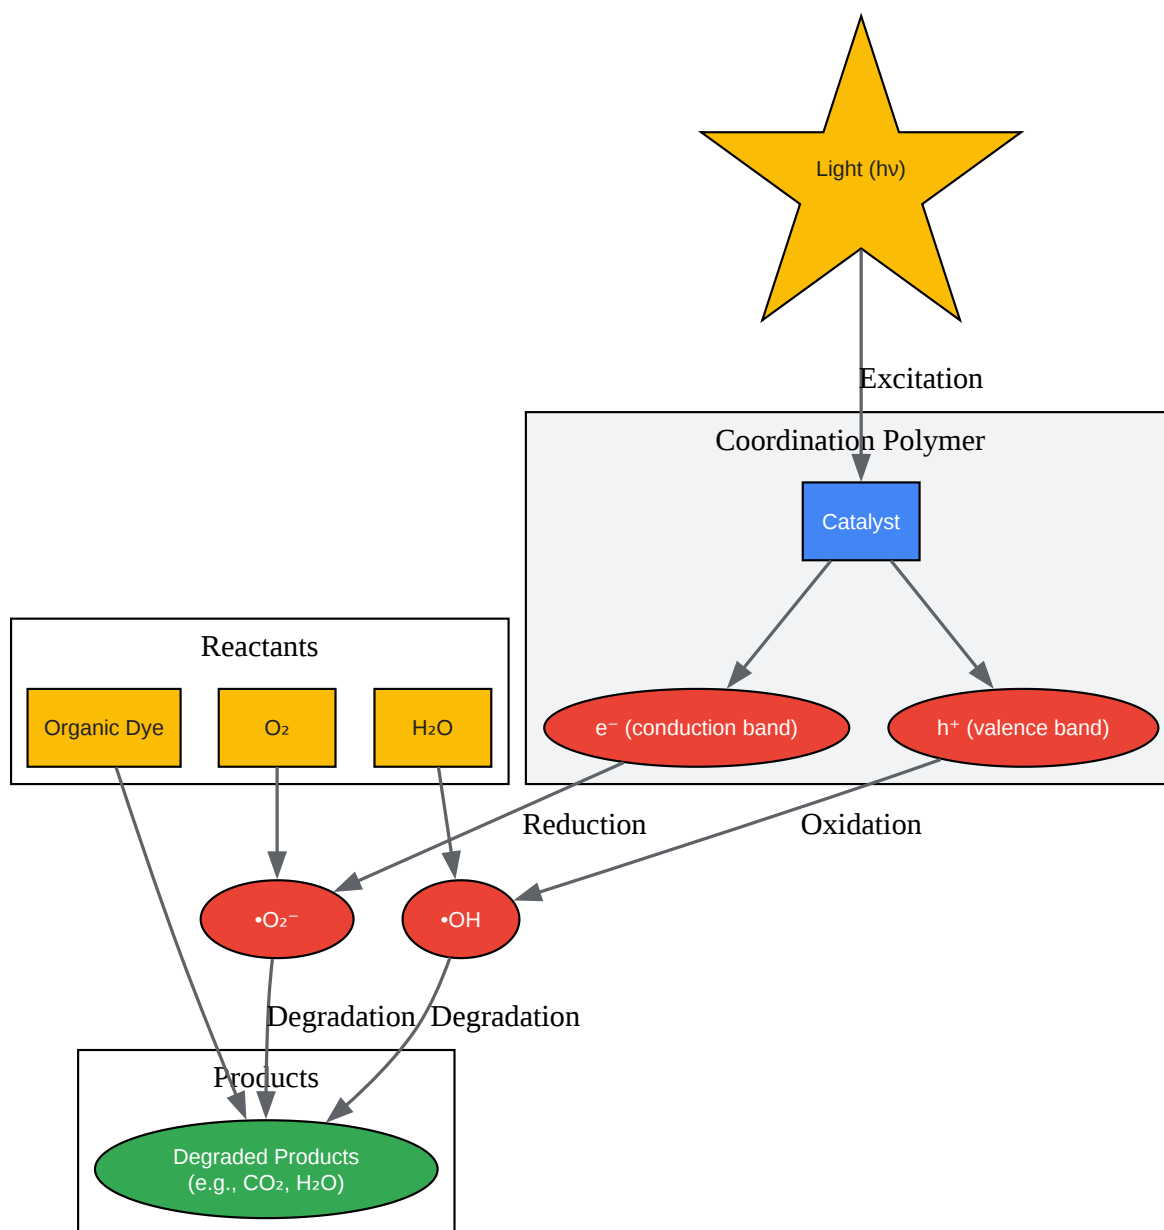 Light (hν)
Excitation
Coordination Polymer
Catalyst
Reactants
Organic Dye
O₂
H₂O
e⁻ (conduction band)
h⁺ (valence band)
Reduction
Oxidation
•O₂⁻
•OH
Degradation
Degradation
Products
Degraded Products
(e.g., CO₂, H₂O)